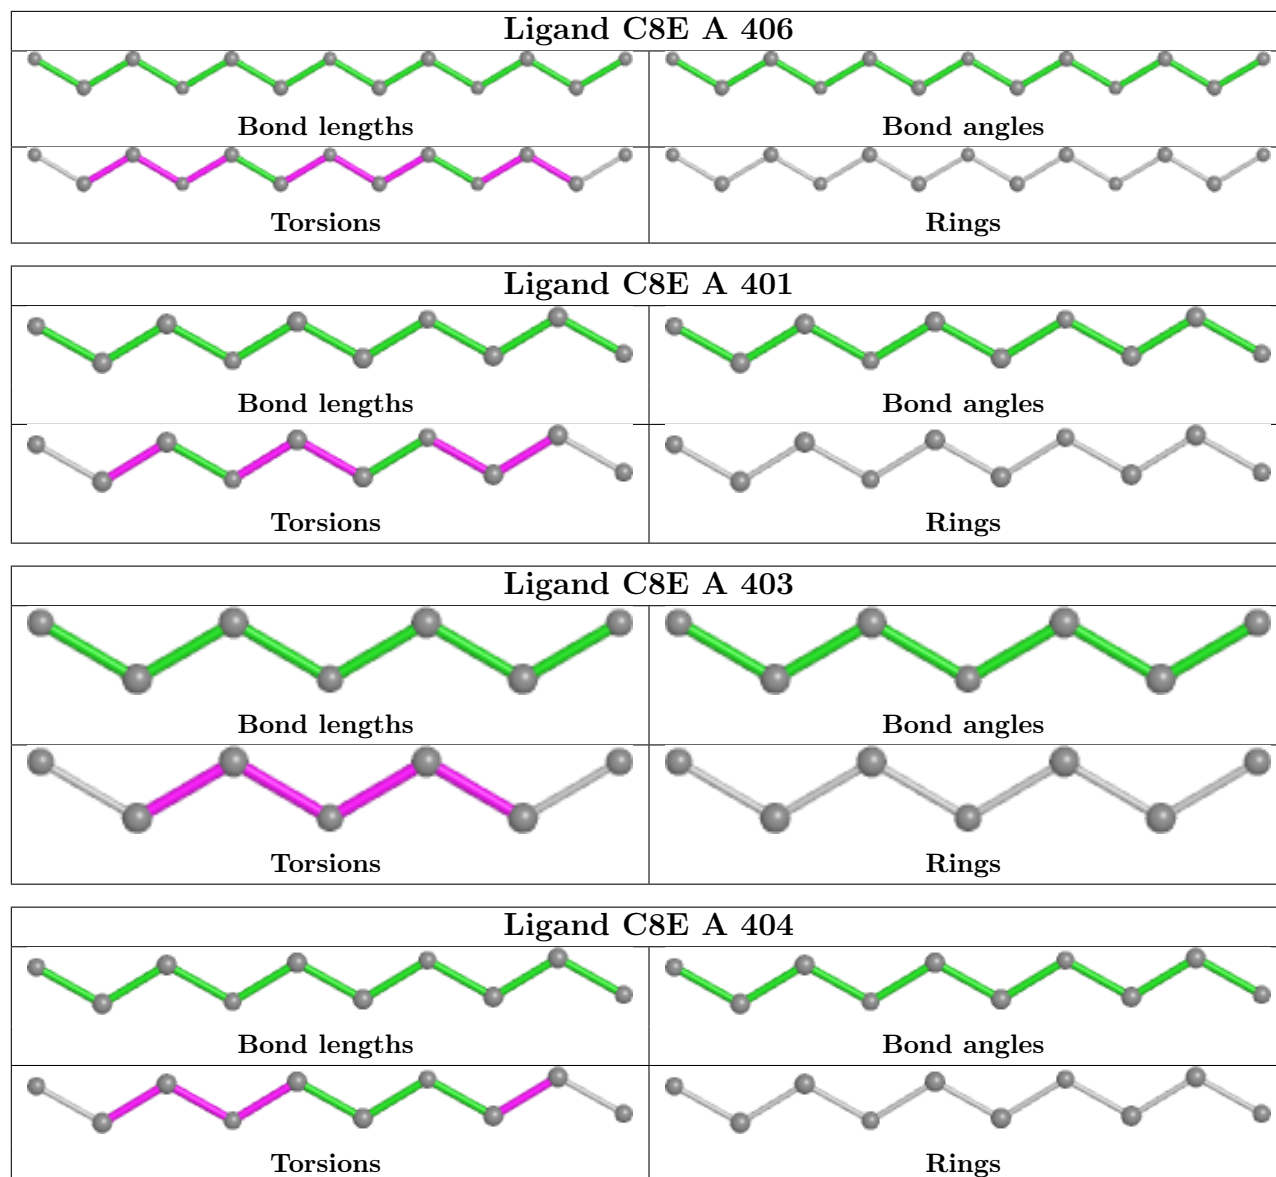 Ligand C8E A 406
Bond lengths
Bond angles
Torsions
Rings
Ligand C8E A 401
Bond lengths
Bond angles
Torsions
Rings
Ligand C8E A 403
Bond lengths
Bond angles
Torsions
Rings
Ligand C8E A 404
Bond lengths
Bond angles
Torsions
Rings